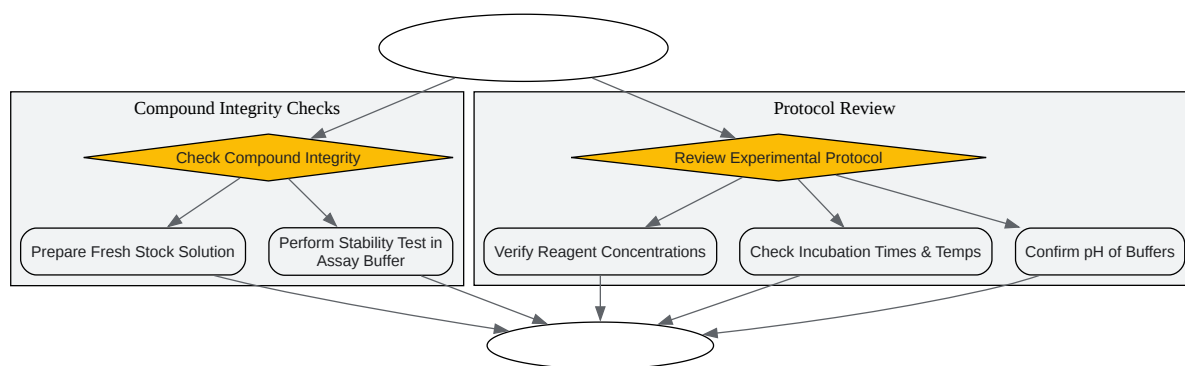 Compound Integrity Checks
Protocol Review
Check Compound Integrity
Review Experimental Protocol
Prepare Fresh Stock Solution
Perform Stability Test in
Assay Buffer
Verify Reagent Concentrations
Check Incubation Times & Temps
Confirm pH of Buffers